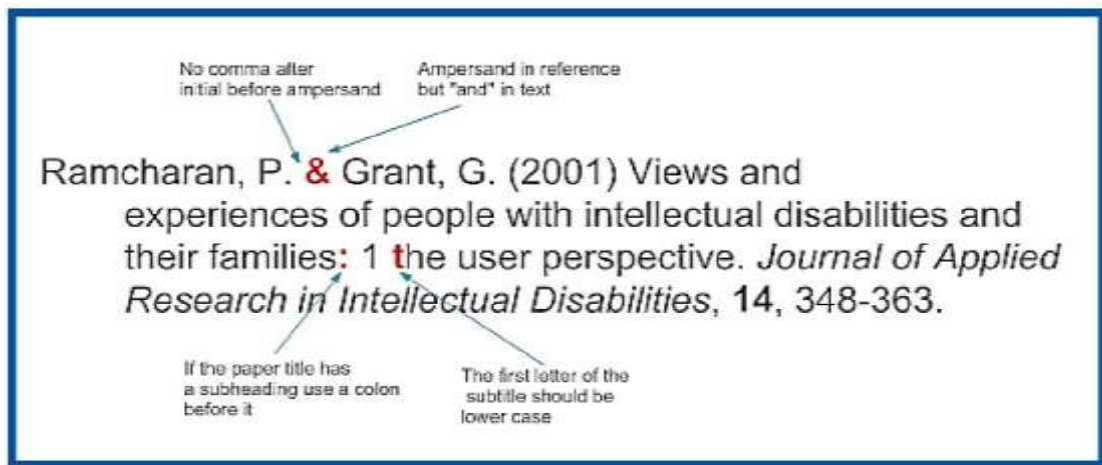 No comma after
initial before ampersand
Ampersand in reference
but "and" in text
Ramcharan, P. & Grant, G. (2001) Views and
experiences of people with intellectual disabilities and
their families: 1 the user perspective. Journal of Applied
Research in Intellectual Disabilities, 14, 348-363.
If the paper title has
a subheading use a colon
before it
The first letter of the
subtitle should be
lower case